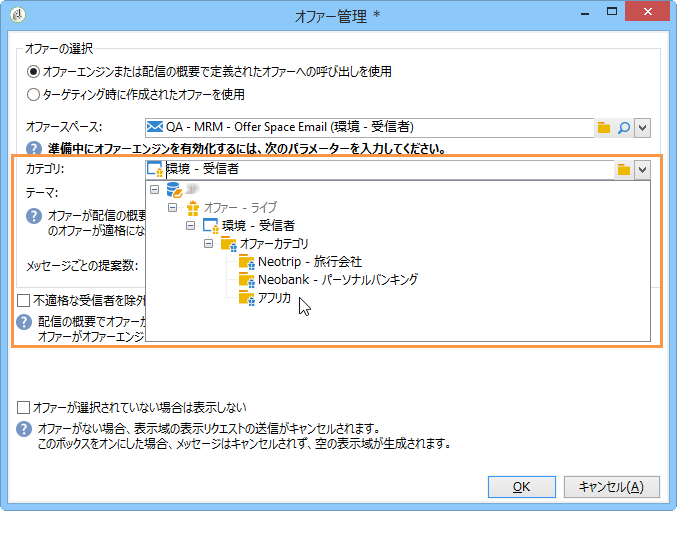 オファー管理 *
オファーの選択
オファーエンジンまたは配信の概要で定義されたオファーへの呼び出しを使用
ターゲティング時に作成されたオファーを使用
オファースペース:
QA - MRM - Offer Space Email (環境 - 受信者)
準備中にオファーエンジンを有効化するには、次のパラメーターを入力してください。
カテゴリ:
環境 - 受信者
テーマ:
オファー - ライブ
オファーが配信の概要
環境 - 受信者
のオファーが適格にな
オファーカテゴリ
メッセージごとの提案数:
Neotrip - 旅行会社
Neobank - パーソナルバンキング
アフリカ
不適格な受信者を除外
配信の概要でオファーが
オファーがオファーエンジ
オファーが選択されていない場合は表示しない
オファーがない場合、表示域の表示リクエストの送信がキャンセルされます。
このボックスをオンにした場合、メッセージはキャンセルされず、空の表示域が生成されます。
OK
キャンセル(A)